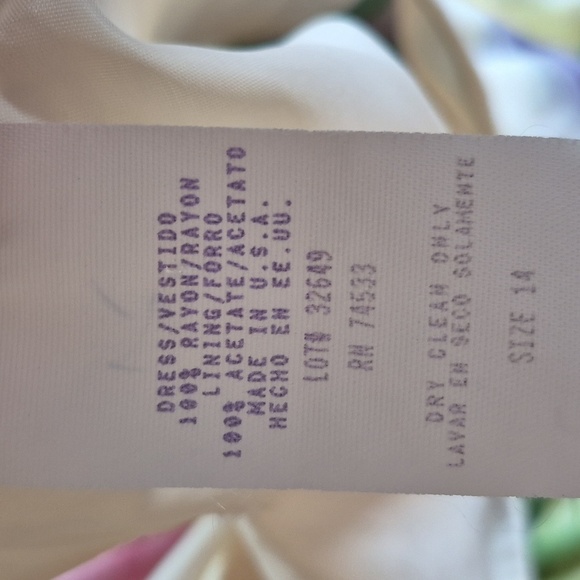 DRESS/VESTIDO
100% RAYON/RAYON
LINING/FORRO
100% ACETATE/ACETATO
MADE IN U.S.A.
HECHO EN EE.UU.
LOT# 32649
RN 74533
DRY CLEAN ONLY
LAVAR EN SECO SOLAMENTE
SIZE 14